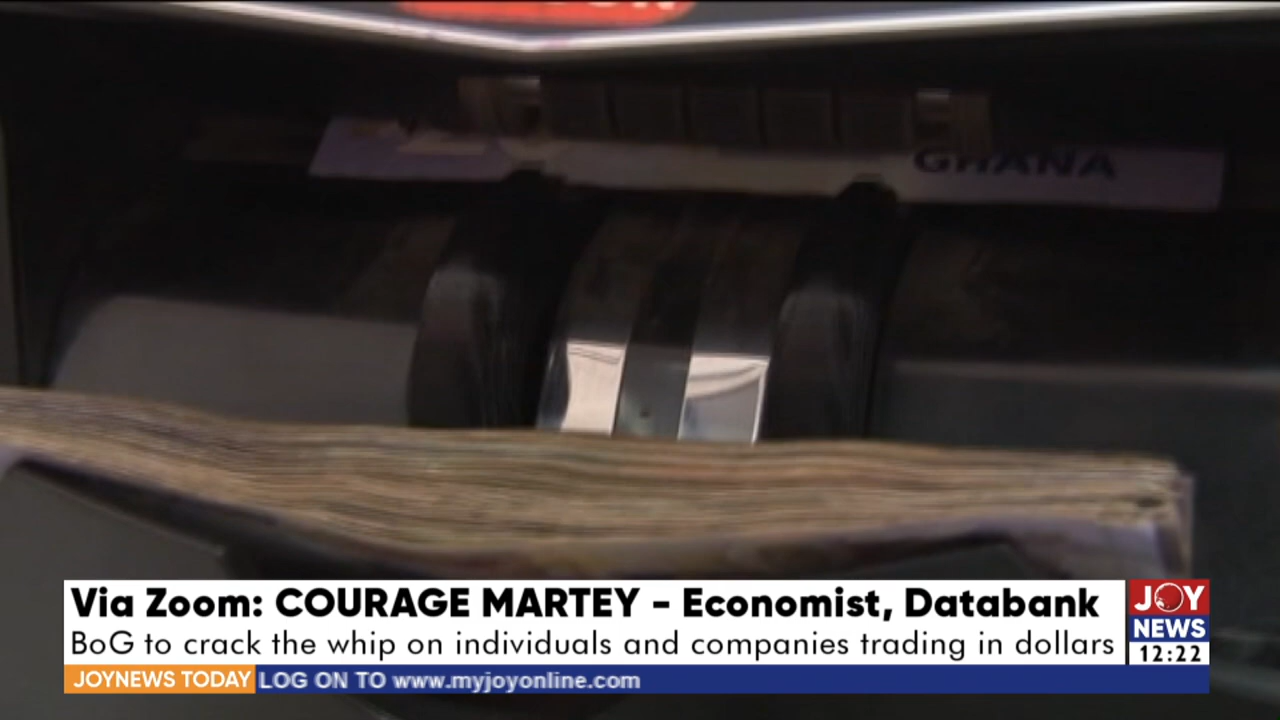 GHANA
Via Zoom: COURAGE MARTEY – Economist, Databank
BoG to crack the whip on individuals and companies trading in dollars
JOY
NEWS
12:22
JOYNEWS TODAY
LOG ON TO www.myjoyonline.com